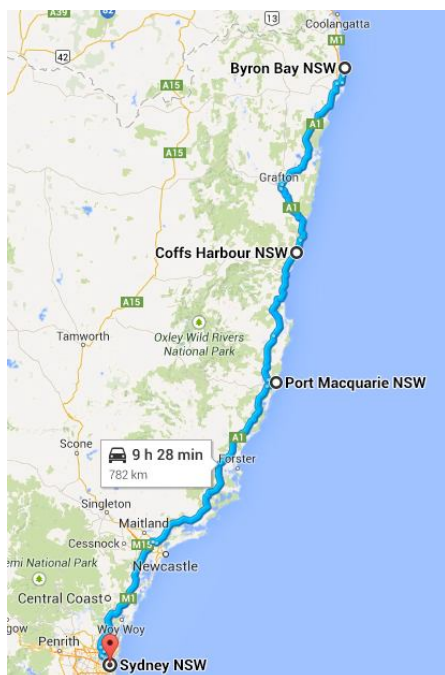 13
Coolangatta
M1
Byron Bay NSW
42
A15
A1
A15
Grafton
A1
A39
Coffs Harbour NSW
A15
Oxley Wild Rivers
National Park
Tamworth
Port Macquarie NSW
Scone
A1
9 h 28 min
782 km
Forster
Singleton
Maitland
Cessnock
M15
Newcastle
emi National Park
Central Coast
M1
Woy Woy
gow
Penrith
Sydney NSW